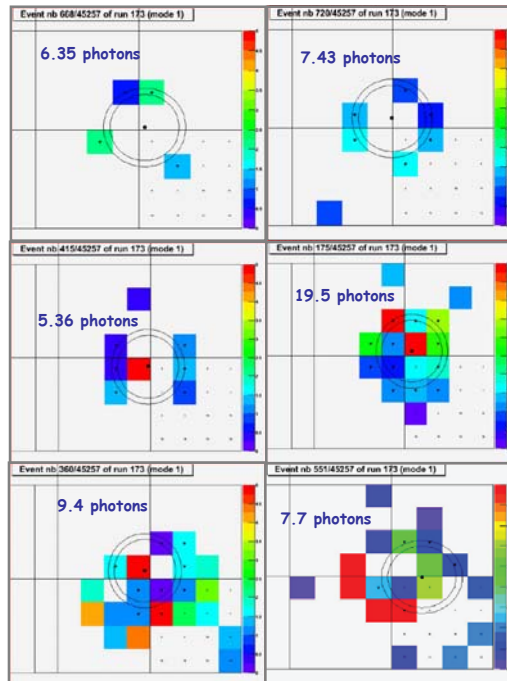 Event nb 668/45257 of run 173 (mode 1)
6.35 photons
Event nb 720/45257 of run 173 (mode 1)
7.43 photons
Event nb 415/45257 of run 173 (mode 1)
5.36 photons
Event nb 175/45257 of run 173 (mode 1)
19.5 photons
Event nb 360/45257 of run 173 (mode 1)
9.4 photons
Event nb 551/45257 of run 173 (mode 1)
7.7 photons